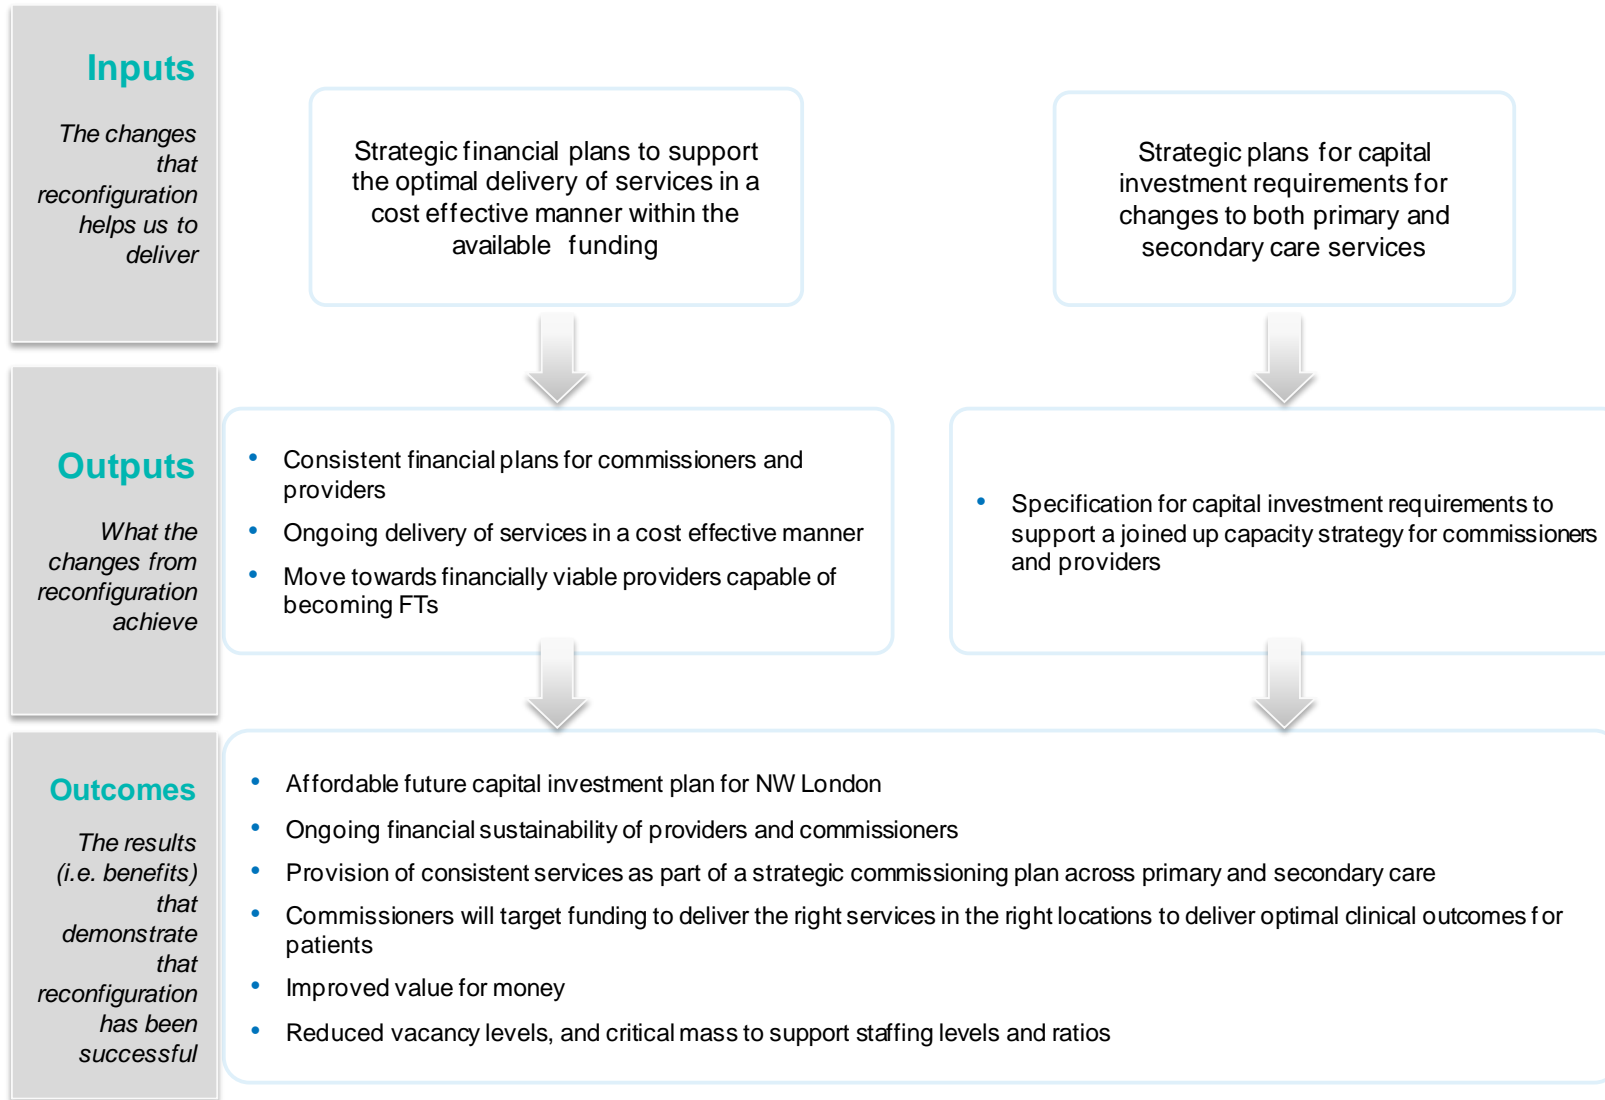 Inputs
The changes
that
reconfiguration
helps us to
deliver
Strategic financial plans to support
the optimal delivery of services in a
cost effective manner within the
available funding
Strategic plans for capital
investment requirements for
changes to both primary and
secondary care services
Outputs
What the
changes from
reconfiguration
achieve
• Consistent financial plans for commissioners and
providers
• Ongoing delivery of services in a cost effective manner
• Move towards financially viable providers capable of
becoming FTs
• Specification for capital investment requirements to
support a joined up capacity strategy for commissioners
and providers
Outcomes
The results
(i.e. benefits)
that
demonstrate
that
reconfiguration
has been
successful
• Affordable future capital investment plan for NW London
• Ongoing financial sustainability of providers and commissioners
• Provision of consistent services as part of a strategic commissioning plan across primary and secondary care
• Commissioners will target funding to deliver the right services in the right locations to deliver optimal clinical outcomes for
patients
• Improved value for money
• Reduced vacancy levels, and critical mass to support staffing levels and ratios